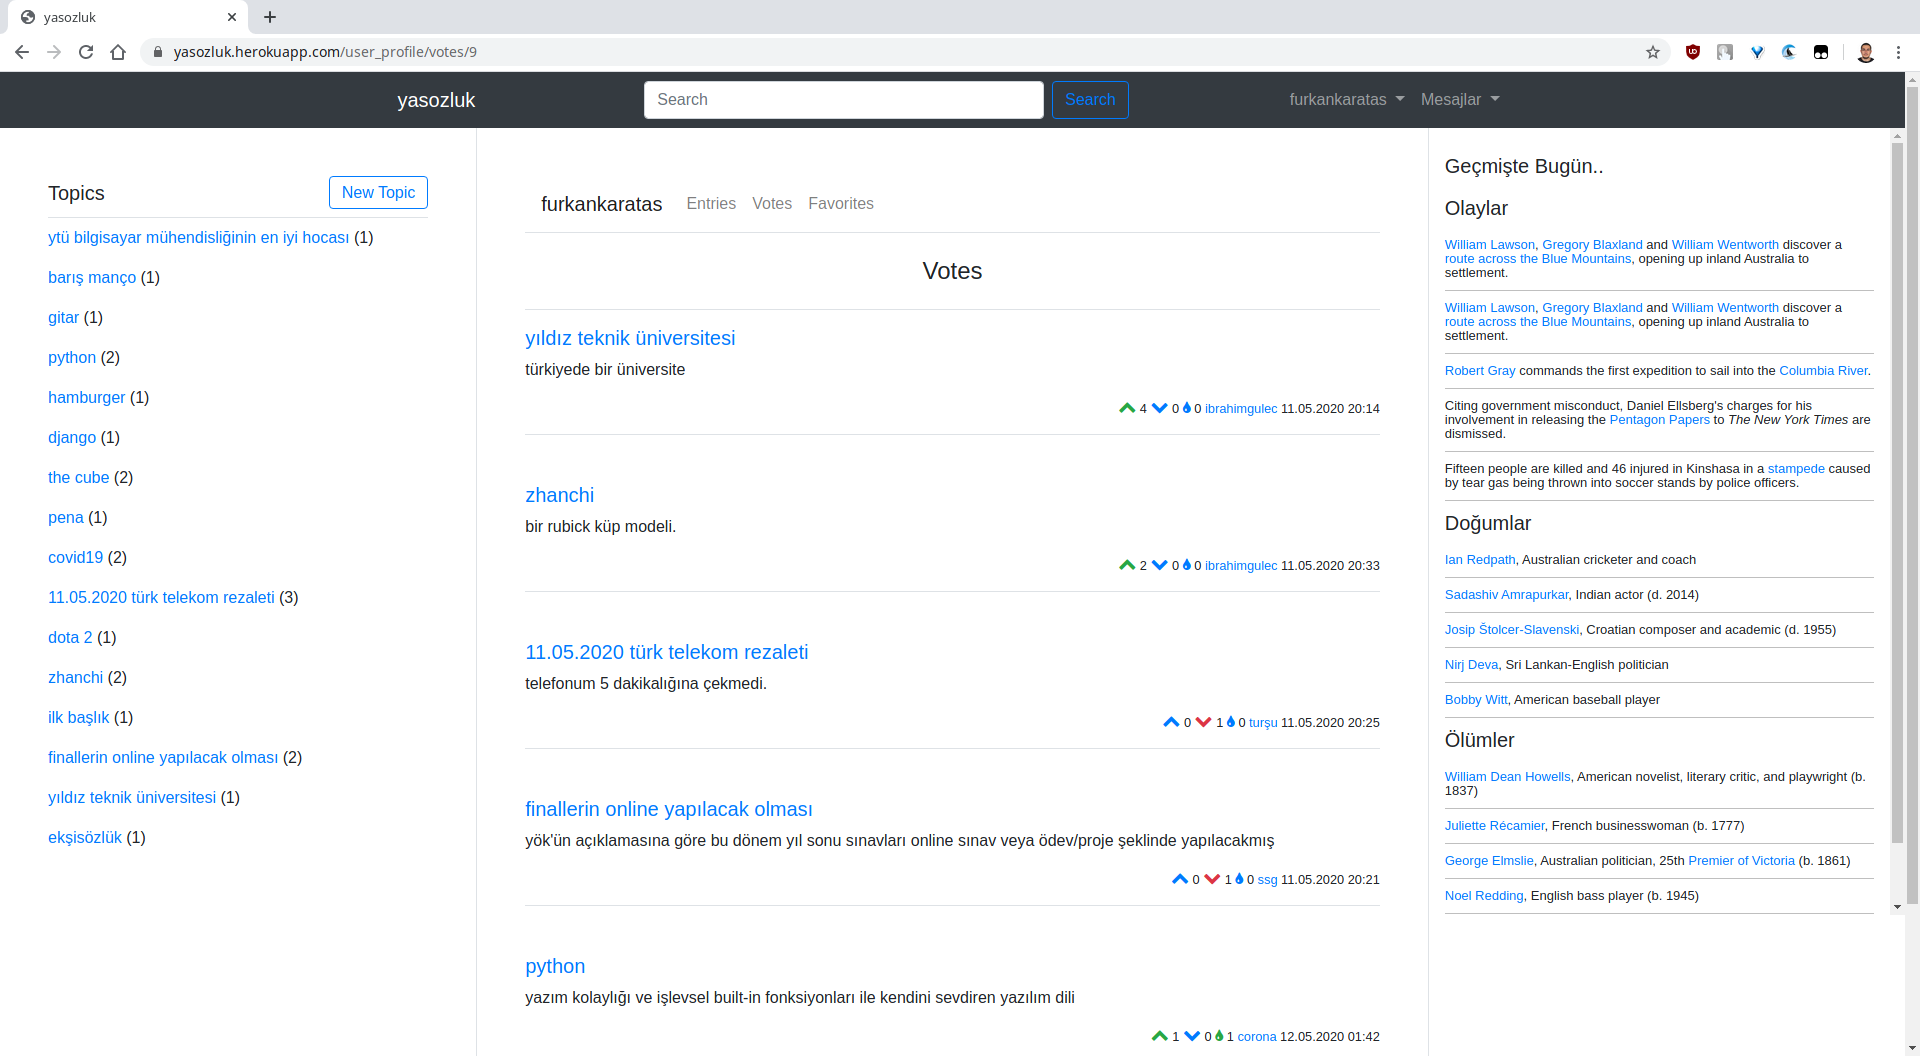 yasozluk
yasozluk.herokuapp.com/user_profile/votes/9
yasozluk
Search
Search
furkankaratas
Mesajlar
Topics
New Topic
ytü bilgisayar mühendisliğinin en iyi hocası (1)
barış manço (1)
gitar (1)
python (2)
hamburger (1)
django (1)
the cube (2)
pena (1)
covid19 (2)
11.05.2020 türk telekom rezaleti (3)
dota 2 (1)
zhanchi (2)
ilk başlık (1)
finallerin online yapılacak olması (2)
yıldız teknik üniversitesi (1)
ekşisözlük (1)
furkankaratas Entries Votes Favorites
Votes
yıldız teknik üniversitesi
türkiyede bir üniversite
4 0 0 ibrahimgulec 11.05.2020 20:14
zhanchi
bir rubick küp modeli.
2 0 0 ibrahimgulec 11.05.2020 20:33
11.05.2020 türk telekom rezaleti
telefonum 5 dakikalığına çekmedi.
0 1 0 turşu 11.05.2020 20:25
finallerin online yapılacak olması
yök'ün açıklamasına göre bu dönem yıl sonu sınavları online sınav veya ödev/proje şeklinde yapılacakmış
0 1 0 ssg 11.05.2020 20:21
python
yazım kolaylığı ve işlevsel built-in fonksiyonları ile kendini sevdiren yazılım dili
1 0 1 corona 12.05.2020 01:42
Geçmişte Bugün..
Olaylar
William Lawson, Gregory Blaxland and William Wentworth discover a
route across the Blue Mountains, opening up inland Australia to
settlement.
William Lawson, Gregory Blaxland and William Wentworth discover a
route across the Blue Mountains, opening up inland Australia to
settlement.
Robert Gray commands the first expedition to sail into the Columbia River.
Citing government misconduct, Daniel Ellsberg's charges for his
involvement in releasing the Pentagon Papers to The New York Times are
dismissed.
Fifteen people are killed and 46 injured in Kinshasa in a stampede caused
by tear gas being thrown into soccer stands by police officers.
Doğumlar
Ian Redpath, Australian cricketer and coach
Sadashiv Amrapurkar, Indian actor (d. 2014)
Josip Štolcer-Slavenski, Croatian composer and academic (d. 1955)
Nirj Deva, Sri Lankan-English politician
Bobby Witt, American baseball player
Ölümler
William Dean Howells, American novelist, literary critic, and playwright (b.
1837)
Juliette Récamier, French businesswoman (b. 1777)
George Elmslie, Australian politician, 25th Premier of Victoria (b. 1861)
Noel Redding, English bass player (b. 1945)